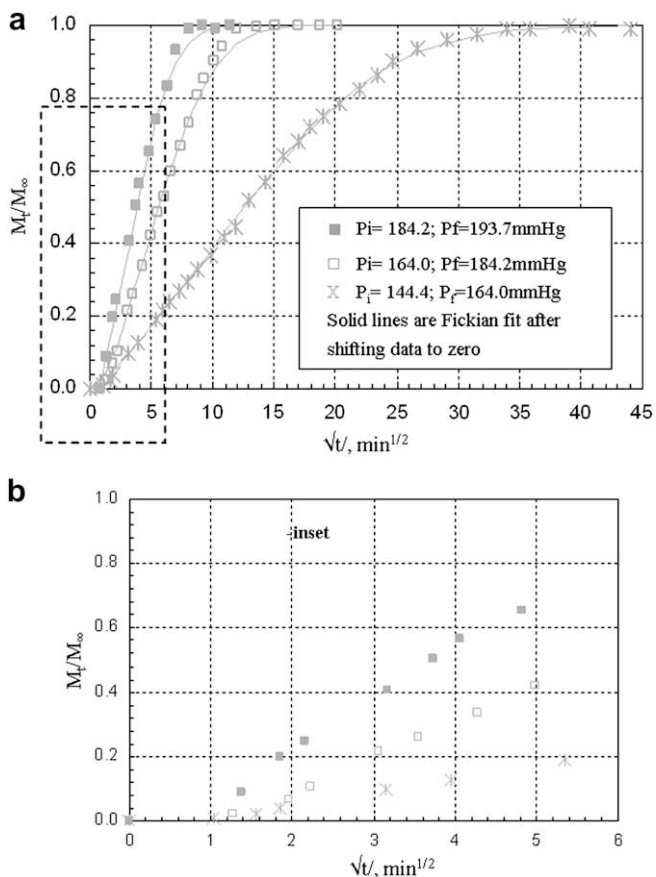 a
1.0
0.8
0.6
0.4
0.2
0.0
Mt/M∞
Pi= 184.2; Pf=193.7mmHg
Pi= 164.0; Pf=184.2mmHg
Pi= 144.4; Pf=164.0mmHg
Solid lines are Fickian fit after
shifting data to zero
0 5 10 15 20 25 30 35 40 45
√t/, min1/2
b
1.0
0.8
0.6
0.4
0.2
0.0
Mt/M∞
-inset
0 1 2 3 4 5 6
√t/, min1/2